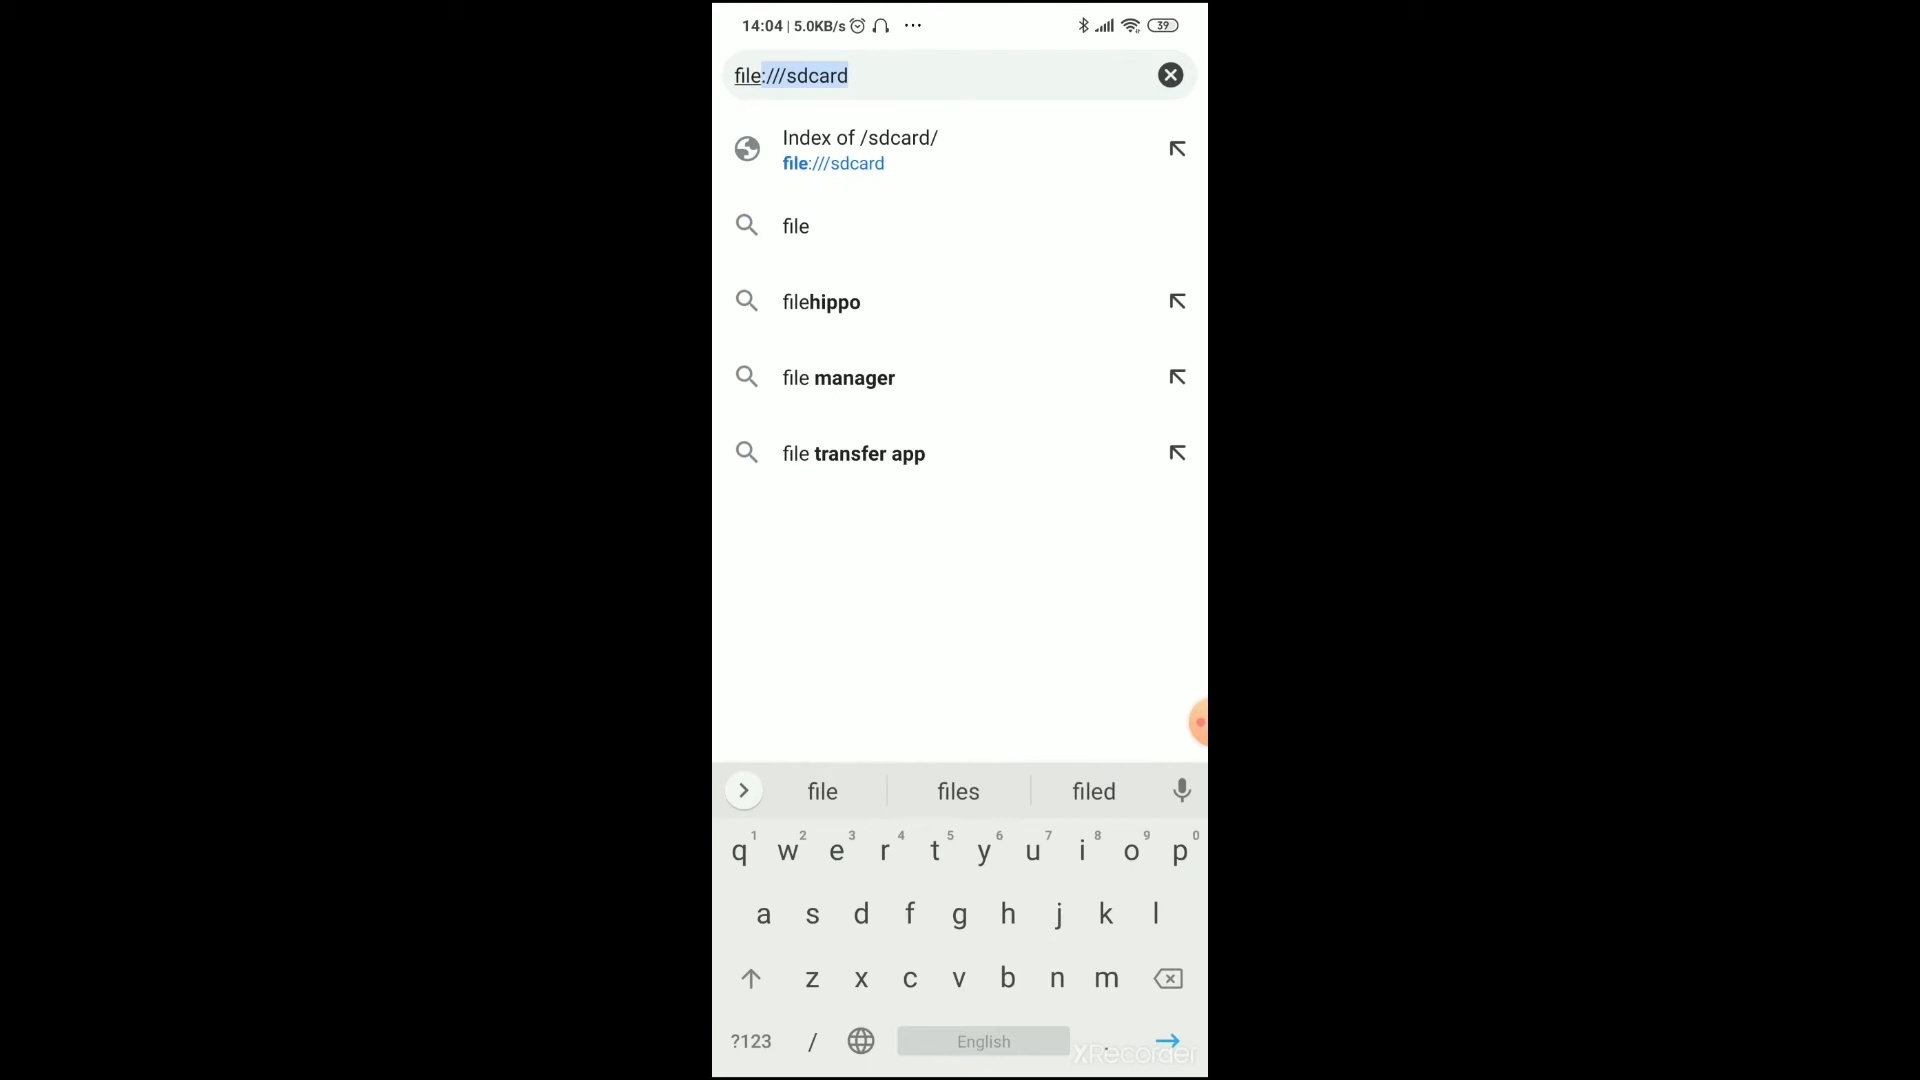 14:04 | 5.0KB/s ... 39
file:///sdcard
Index of /sdcard/
file:///sdcard
file
filehippo
file manager
file transfer app
file files filed
1 2 3 4 5 6 7 8 9 0
q w e r t y u i o p
a s d f g h j k l
z x c v b n m
?123 / English .
XRecorder